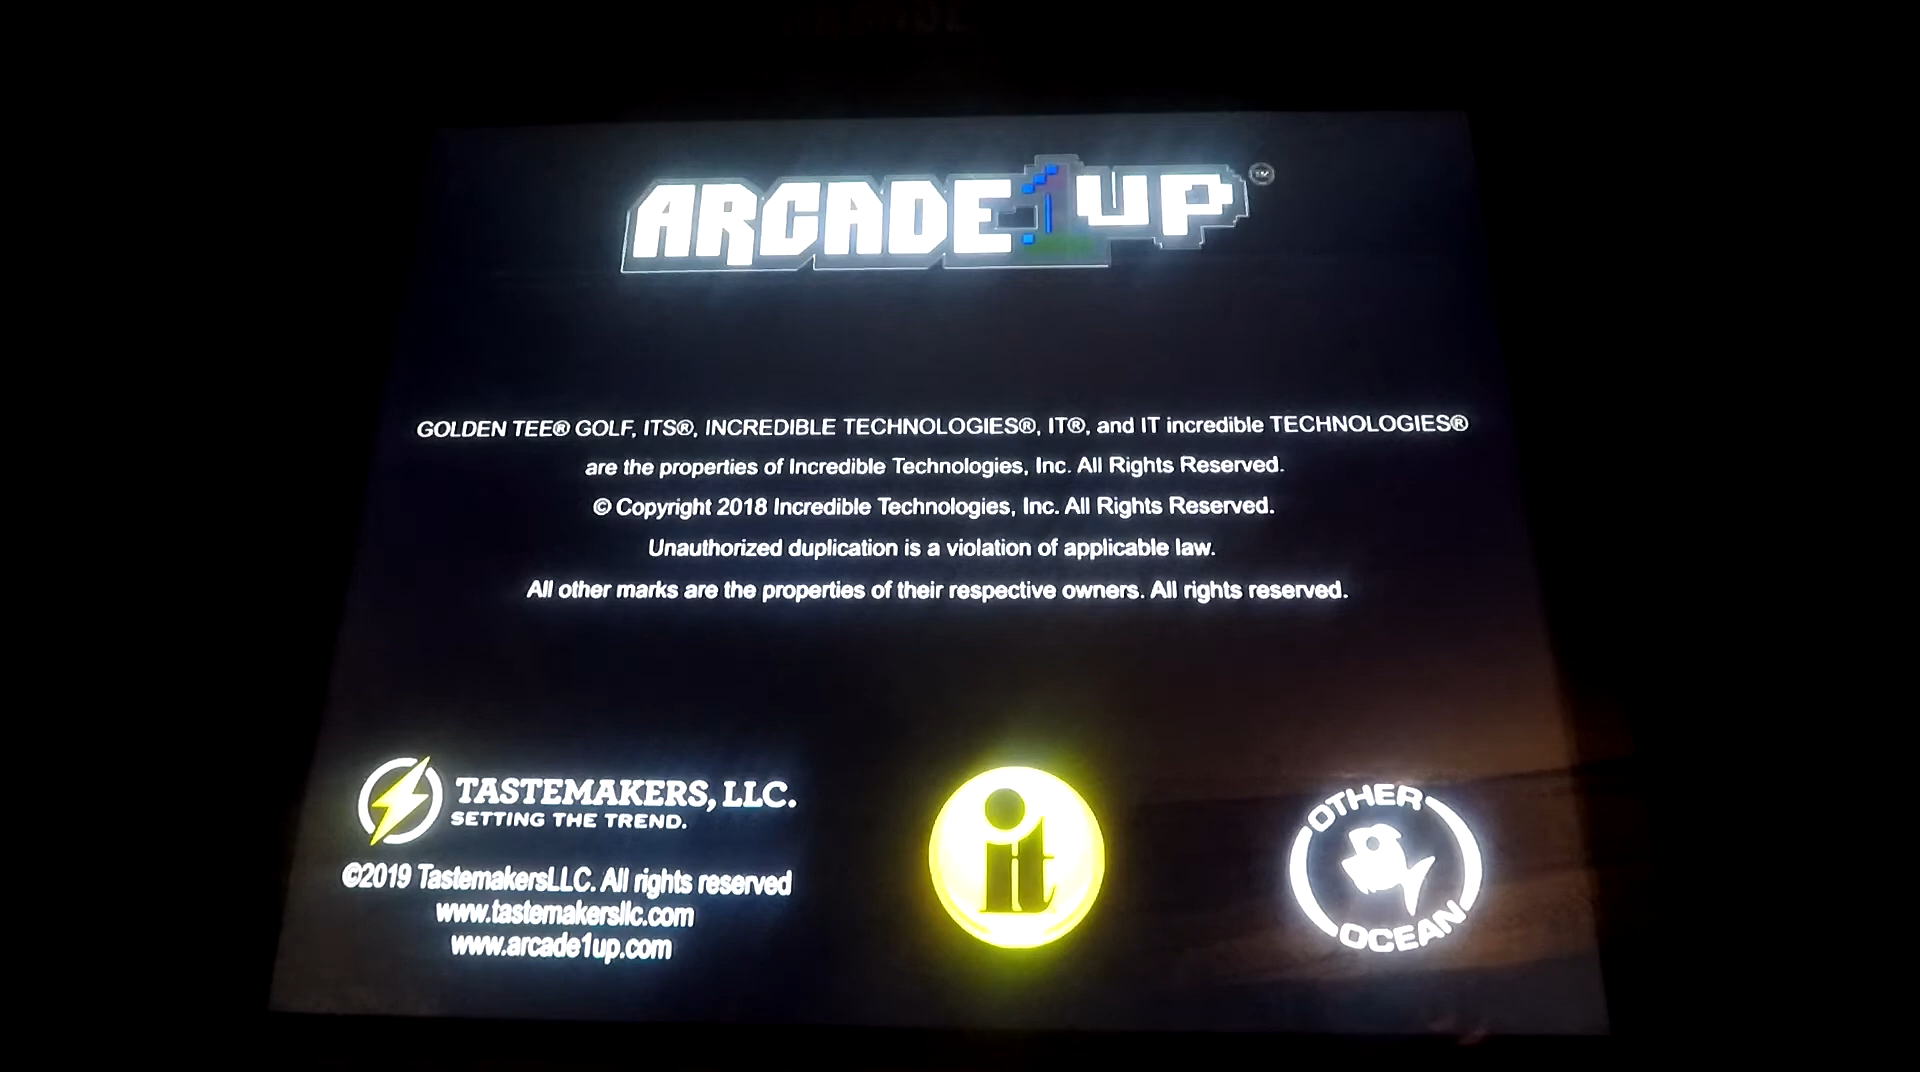 ARCADE1UP™
GOLDEN TEE® GOLF, ITS®, INCREDIBLE TECHNOLOGIES®, IT®, and IT incredible TECHNOLOGIES®
are the properties of Incredible Technologies, Inc. All Rights Reserved.
© Copyright 2018 Incredible Technologies, Inc. All Rights Reserved.
Unauthorized duplication is a violation of applicable law.
All other marks are the properties of their respective owners. All rights reserved.
TASTEMAKERS, LLC.
SETTING THE TREND.
©2019 TastemakersLLC. All rights reserved
www.tastemakersllc.com
www.arcade1up.com
it
OTHER
OCEAN